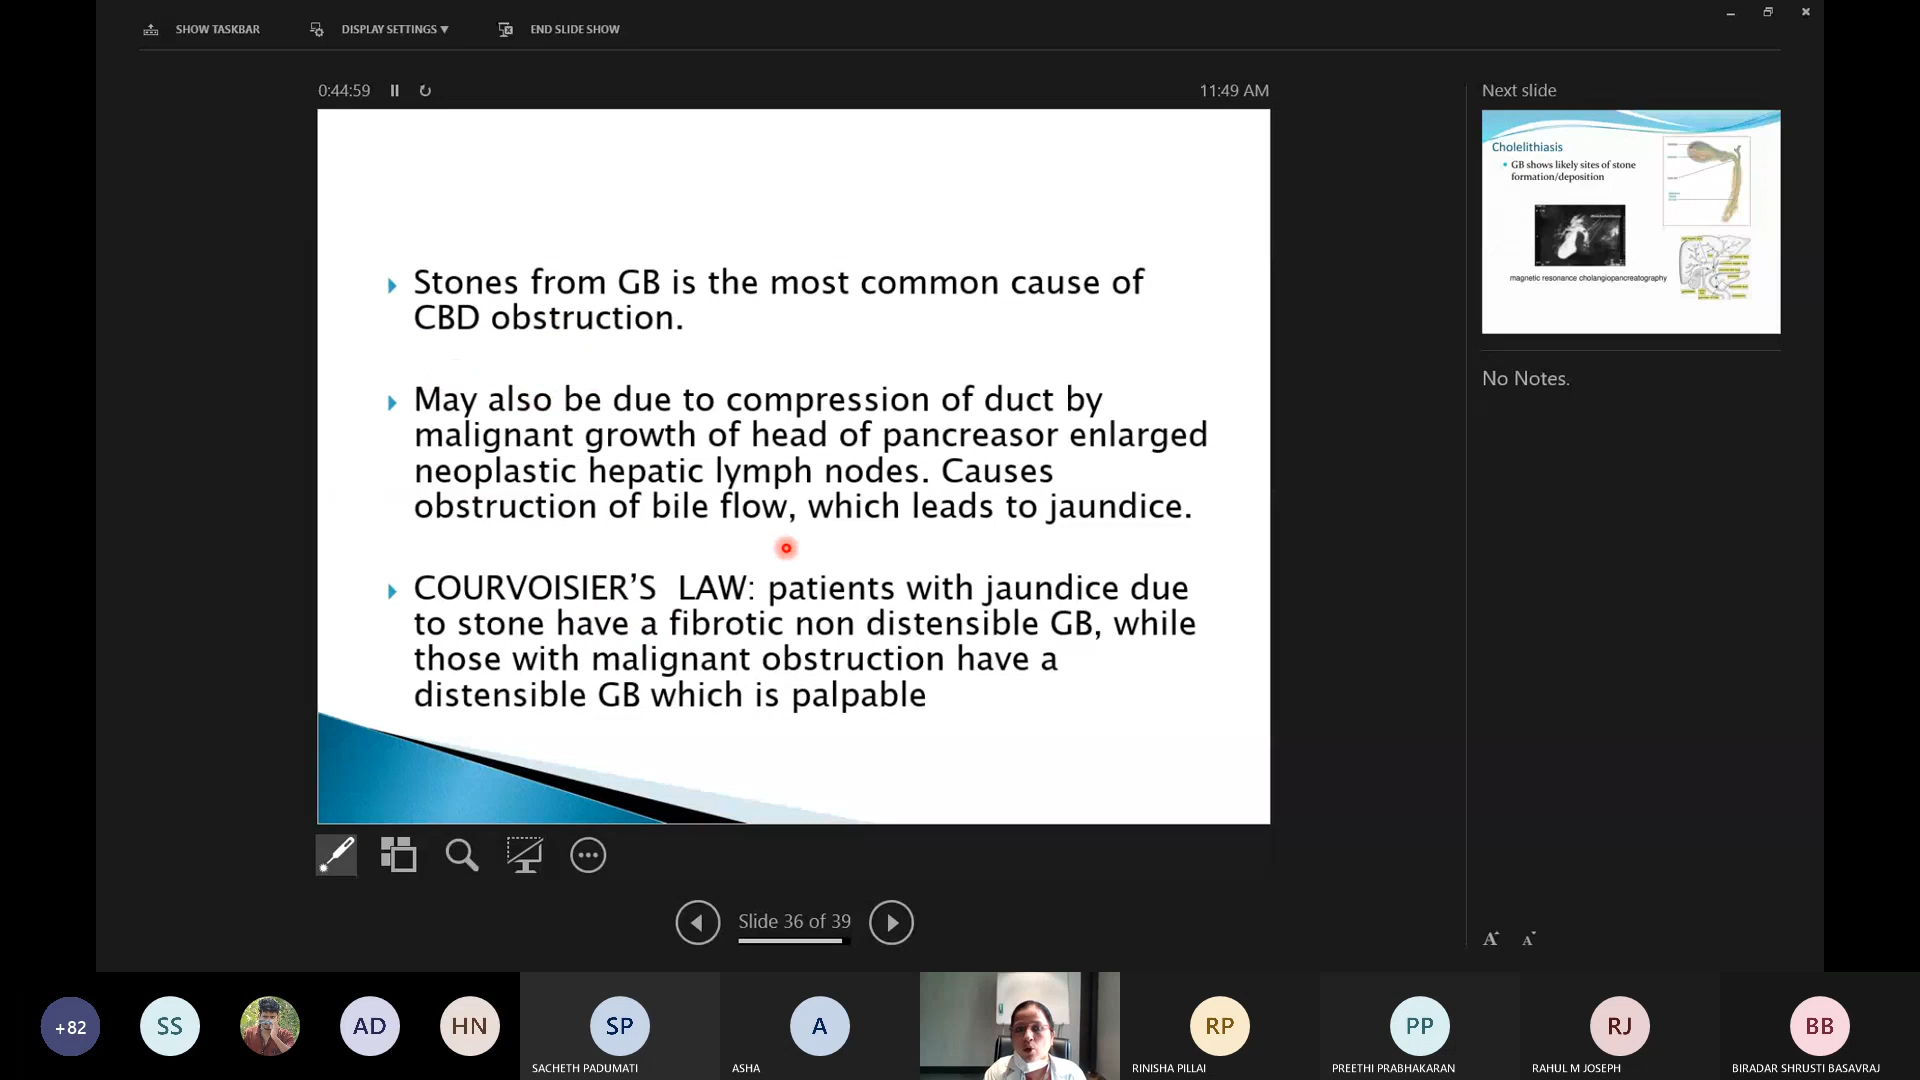 SHOW TASKBAR
DISPLAY SETTINGS ▾
END SLIDE SHOW
0:44:59
11:49 AM
Stones from GB is the most common cause of
CBD obstruction.
May also be due to compression of duct by
malignant growth of head of pancreasor enlarged
neoplastic hepatic lymph nodes. Causes
obstruction of bile flow, which leads to jaundice.
COURVOISIER’S LAW: patients with jaundice due
to stone have a fibrotic non distensible GB, while
those with malignant obstruction have a
distensible GB which is palpable
Slide 36 of 39
Next slide
Cholelithiasis
GB shows likely sites of stone
formation/deposition
magnetic resonance cholangiopancreatography
No Notes.
A A
+82
SS
AD
HN
SP
SACHETH PADUMATI
A
ASHA
RP
RINISHA PILLAI
PP
PREETHI PRABHAKARAN
RJ
RAHUL M JOSEPH
BB
BIRADAR SHRUSTI BASAVRAJ